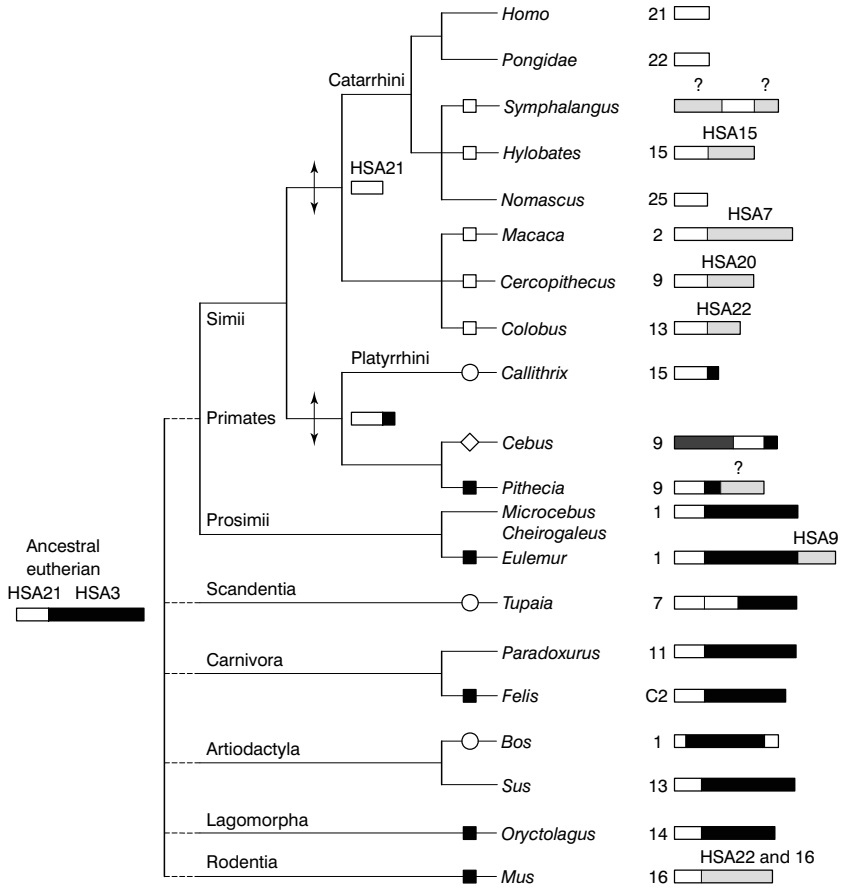 Homo 21
Pongidae 22
? ?
Catarrhini
Symphalangus
HSA15
Hylobates 15
HSA21
Nomascus 25
HSA7
Macaca 2
HSA20
Cercopithecus 9
HSA22
Simii
Colobus 13
Platyrrhini
Callithrix 15
Primates
Cebus 9
?
Pithecia 9
Microcebus 1
Prosimii
Cheirogaleus
HSA9
Ancestral
eutherian
Eulemur 1
HSA21 HSA3
Scandentia
Tupaia 7
Paradoxurus 11
Carnivora
Felis C2
Bos 1
Artiodactyla
Sus 13
Lagomorpha
Oryctolagus 14
HSA22 and 16
Rodentia
Mus 16